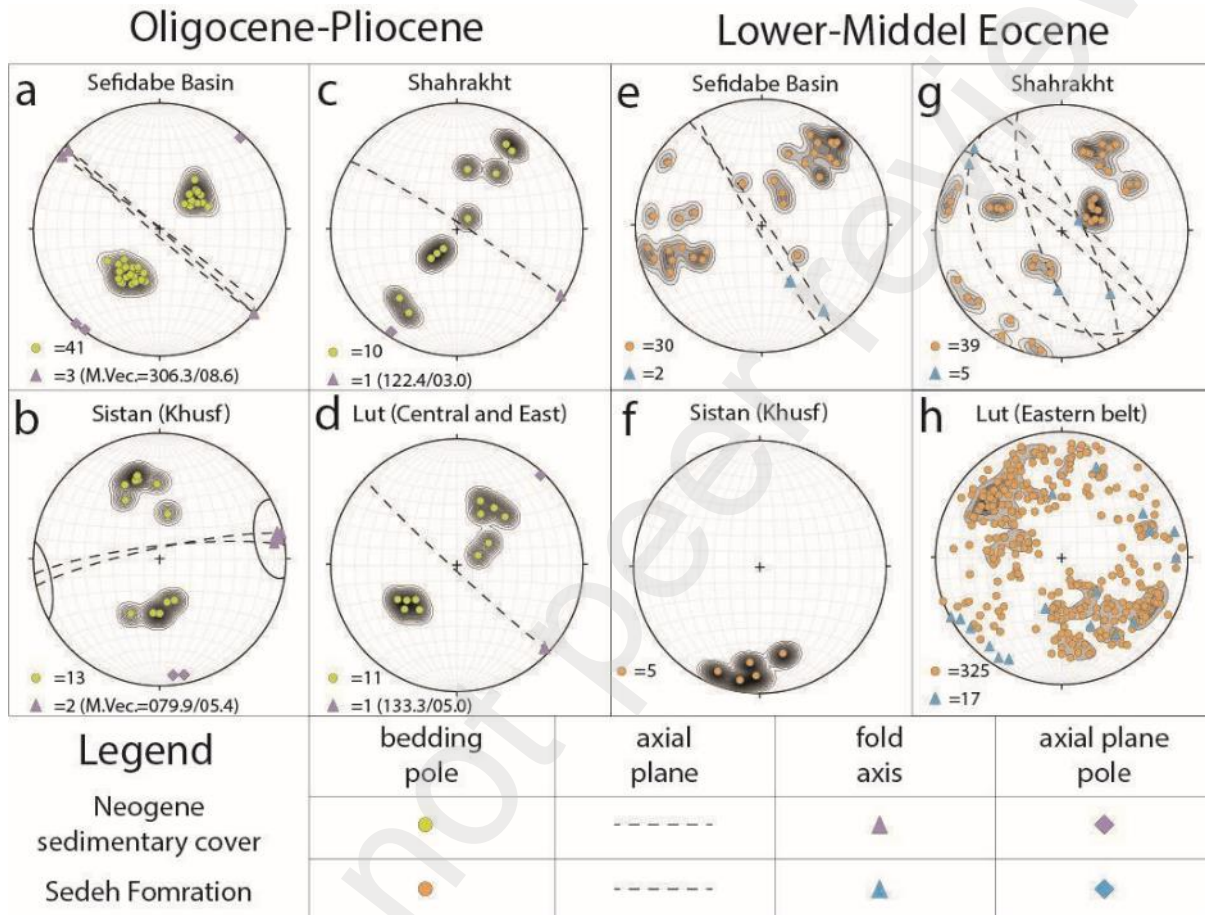 Oligocene-Pliocene
Lower-Middel Eocene
a
Sefidabe Basin
=41
=3 (M.Vec.=306.3/08.6)
c
Shahrakht
=10
=1 (122.4/03.0)
e
Sefidabe Basin
=30
=2
g
Shahrakht
=39
=5
b
Sistan (Khusf)
=13
=2 (M.Vec.=079.9/05.4)
d
Lut (Central and East)
=11
=1 (133.3/05.0)
f
Sistan (Khusf)
=5
h
Lut (Eastern belt)
=325
=17
Legend
bedding
pole
axial
plane
fold
axis
axial plane
pole
Neogene
sedimentary cover
Sedeh Fomration
not peer review